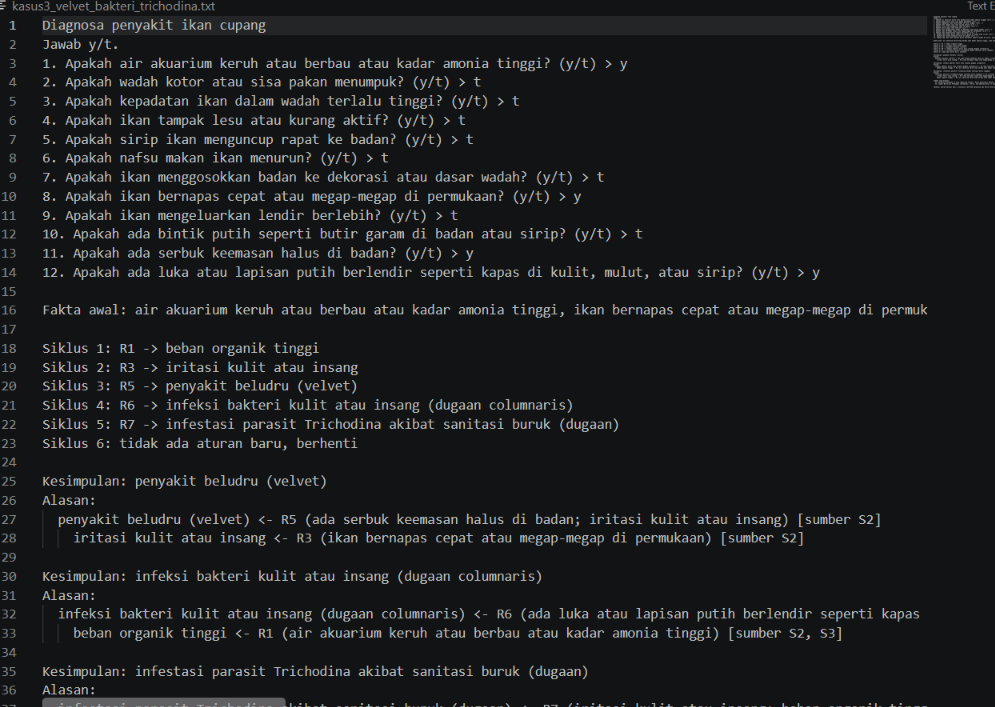 kasus3_velvet_bakteri_trichodina.txt
Text E
1 Diagnosa penyakit ikan cupang
2 Jawab y/t.
3 1. Apakah air akuarium keruh atau berbau atau kadar amonia tinggi? (y/t) > y
4 2. Apakah wadah kotor atau sisa pakan menumpuk? (y/t) > t
5 3. Apakah kepadatan ikan dalam wadah terlalu tinggi? (y/t) > t
6 4. Apakah ikan tampak lesu atau kurang aktif? (y/t) > t
7 5. Apakah sirip ikan menguncup rapat ke badan? (y/t) > t
8 6. Apakah nafsu makan ikan menurun? (y/t) > t
9 7. Apakah ikan menggosokkan badan ke dekorasi atau dasar wadah? (y/t) > t
10 8. Apakah ikan bernapas cepat atau megap-megap di permukaan? (y/t) > y
11 9. Apakah ikan mengeluarkan lendir berlebih? (y/t) > t
12 10. Apakah ada bintik putih seperti butir garam di badan atau sirip? (y/t) > t
13 11. Apakah ada serbuk keemasan halus di badan? (y/t) > y
14 12. Apakah ada luka atau lapisan putih berlendir seperti kapas di kulit, mulut, atau sirip? (y/t) > y
15
16 Fakta awal: air akuarium keruh atau berbau atau kadar amonia tinggi, ikan bernapas cepat atau megap-megap di permuk
17
18 Siklus 1: R1 -> beban organik tinggi
19 Siklus 2: R3 -> iritasi kulit atau insang
20 Siklus 3: R5 -> penyakit beludru (velvet)
21 Siklus 4: R6 -> infeksi bakteri kulit atau insang (dugaan columnaris)
22 Siklus 5: R7 -> infestasi parasit Trichodina akibat sanitasi buruk (dugaan)
23 Siklus 6: tidak ada aturan baru, berhenti
24
25 Kesimpulan: penyakit beludru (velvet)
26 Alasan:
27 penyakit beludru (velvet) <- R5 (ada serbuk keemasan halus di badan; iritasi kulit atau insang) [sumber S2]
28 iritasi kulit atau insang <- R3 (ikan bernapas cepat atau megap-megap di permukaan) [sumber S2]
29
30 Kesimpulan: infeksi bakteri kulit atau insang (dugaan columnaris)
31 Alasan:
32 infeksi bakteri kulit atau insang (dugaan columnaris) <- R6 (ada luka atau lapisan putih berlendir seperti kapas
33 beban organik tinggi <- R1 (air akuarium keruh atau berbau atau kadar amonia tinggi) [sumber S2, S3]
34
35 Kesimpulan: infestasi parasit Trichodina akibat sanitasi buruk (dugaan)
36 Alasan: